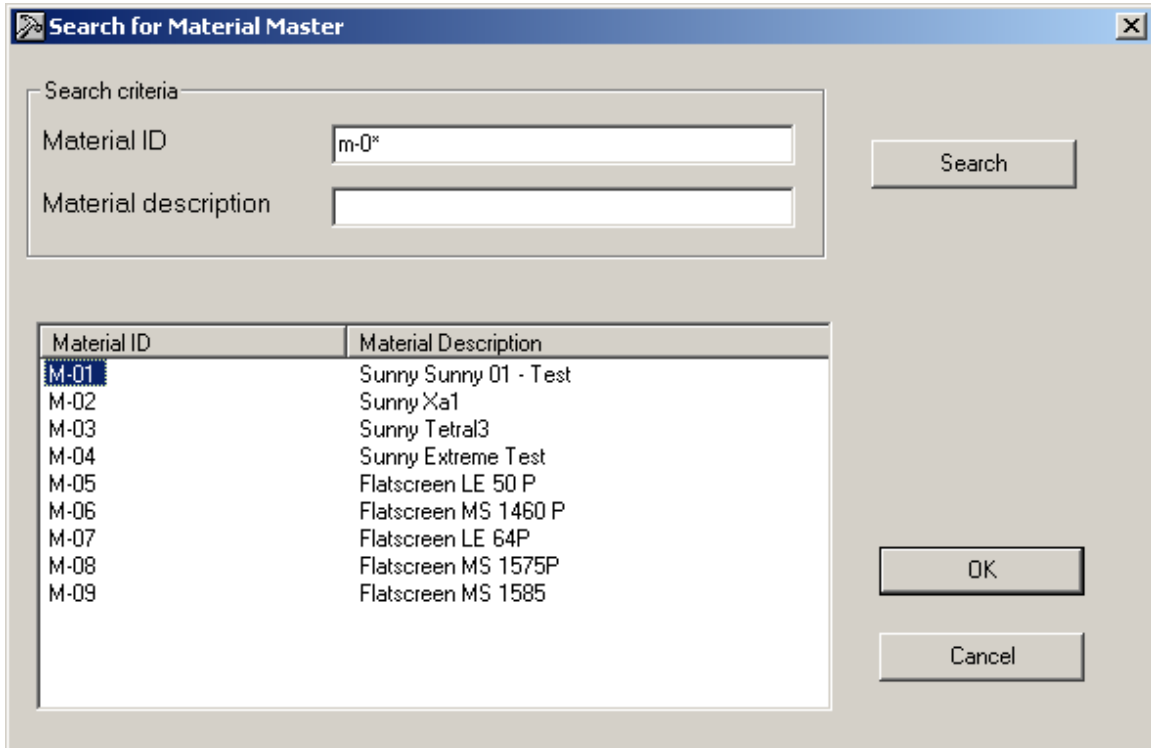 Search for Material Master
Search criteria
Material ID m-0*
Search
Material description
Material ID Material Description
M-01 Sunny Sunny 01 - Test
M-02 Sunny Xa1
M-03 Sunny Tetral3
M-04 Sunny Extreme Test
M-05 Flatscreen LE 50 P
M-06 Flatscreen MS 1460 P
M-07 Flatscreen LE 64P
M-08 Flatscreen MS 1575P
M-09 Flatscreen MS 1585
OK
Cancel